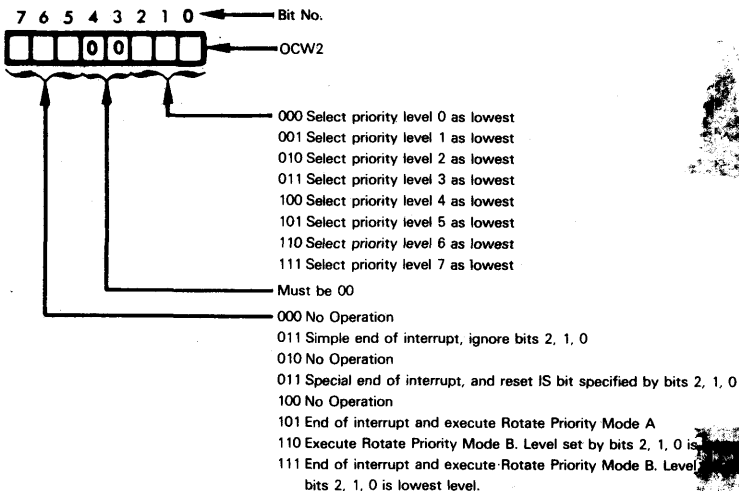 7 6 5 4 3 2 1 0 Bit No.
0 0 OCW2
000 Select priority level 0 as lowest
001 Select priority level 1 as lowest
010 Select priority level 2 as lowest
011 Select priority level 3 as lowest
100 Select priority level 4 as lowest
101 Select priority level 5 as lowest
110 Select priority level 6 as lowest
111 Select priority level 7 as lowest
Must be 00
000 No Operation
011 Simple end of interrupt, ignore bits 2, 1, 0
010 No Operation
011 Special end of interrupt, and reset IS bit specified by bits 2, 1, 0
100 No Operation
101 End of interrupt and execute Rotate Priority Mode A
110 Execute Rotate Priority Mode B. Level set by bits 2, 1, 0 is
111 End of interrupt and execute Rotate Priority Mode B. Level
bits 2, 1, 0 is lowest level.